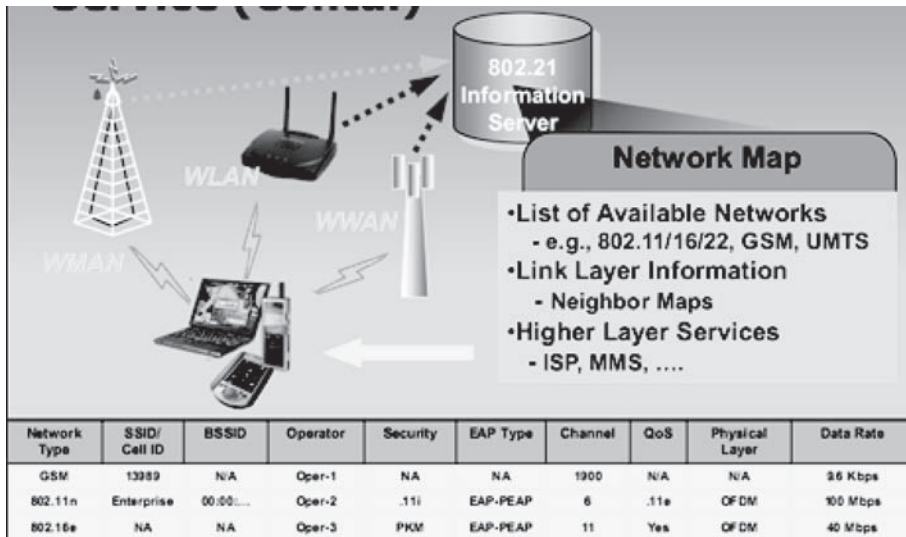 Service (Contd.)
802.21
Information
Server
WLAN
WWAN
WMAN
Network Map
•List of Available Networks
- e.g., 802.11/16/22, GSM, UMTS
•Link Layer Information
- Neighbor Maps
•Higher Layer Services
- ISP, MMS, ....
Network Type SSID/ Cell ID BSSID Operator Security EAP Type Channel QoS Physical Layer Data Rate
GSM 13989 N/A Oper-1 NA NA 1900 N/A N/A 9.6 Kbps
802.11n Enterprise 00:00:... Oper-2 .11i EAP-PEAP 6 .11e OFDM 100 Mbps
802.16e NA NA Oper-3 PKM EAP-PEAP 11 Yes OFDM 40 Mbps